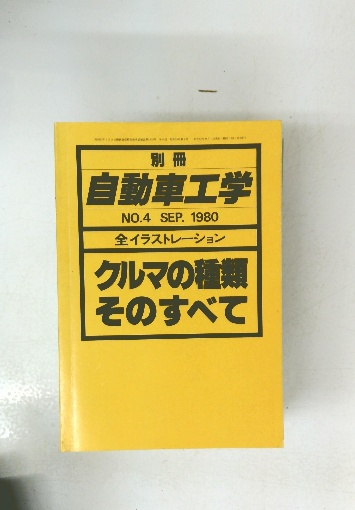 別冊
自動車工学
NO.4 SEP. 1980
全イラストレーション
クルマの種類
そのすべて